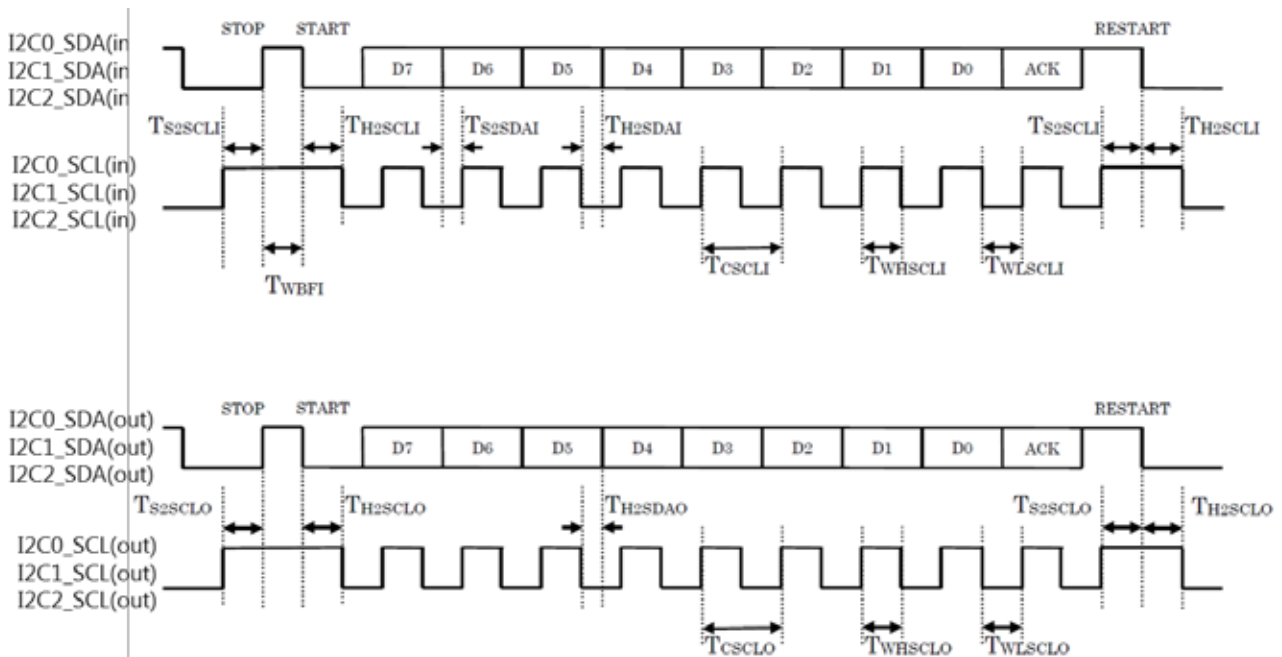 STOP START RESTART
I2C0_SDA(in
I2C1_SDA(in D7 D6 D5 D4 D3 D2 D1 D0 ACK
I2C2_SDA(in
TS2SCLI TH2SCLI TS2SDAI TH2SDAI TS2SCLI TH2SCLI
I2C0_SCL(in)
I2C1_SCL(in)
I2C2_SCL(in)
TCSCLI TWHSCLI TWLSCLI
TWBFI
STOP START RESTART
I2C0_SDA(out)
I2C1_SDA(out) D7 D6 D5 D4 D3 D2 D1 D0 ACK
I2C2_SDA(out)
TS2SCLO TH2SCLO TH2SDAO TS2SCLO TH2SCLO
I2C0_SCL(out)
I2C1_SCL(out)
I2C2_SCL(out)
TCSCLO TWHSCLO TWLSCLO